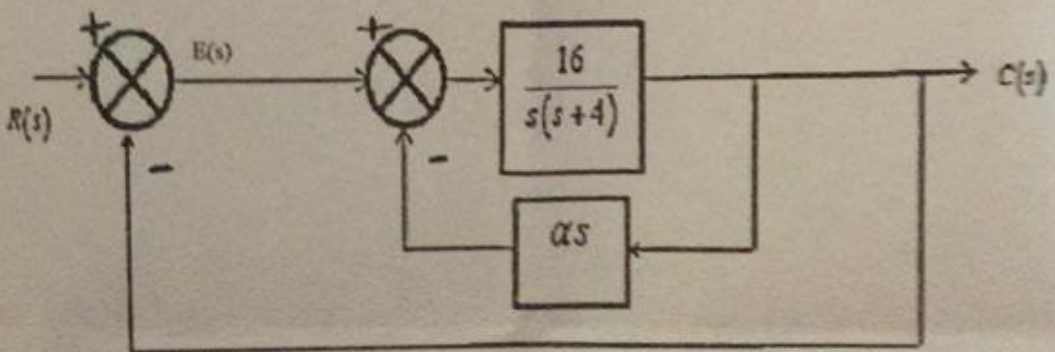 +
+
R(s)
E(s)
16
s(s+4)
C(s)
-
-
αs